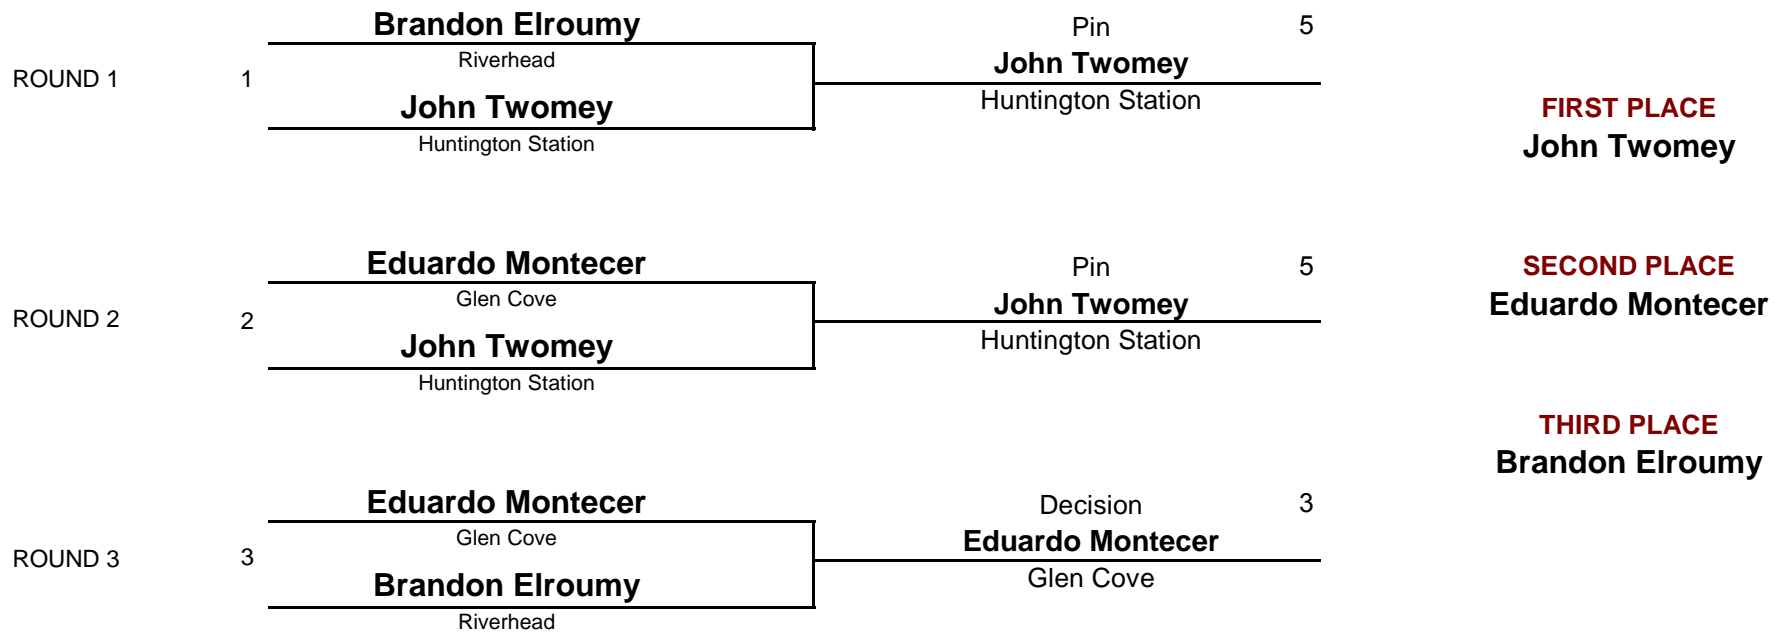 Brandon Elroumy
Riverhead
ROUND 1
1
John Twomey
Huntington Station
Pin
5
John Twomey
Huntington Station
Eduardo Montecer
Glen Cove
ROUND 2
2
John Twomey
Huntington Station
Pin
5
John Twomey
Huntington Station
Eduardo Montecer
Glen Cove
ROUND 3
3
Brandon Elroumy
Riverhead
Decision
3
Eduardo Montecer
Glen Cove
FIRST PLACE
John Twomey
SECOND PLACE
Eduardo Montecer
THIRD PLACE
Brandon Elroumy